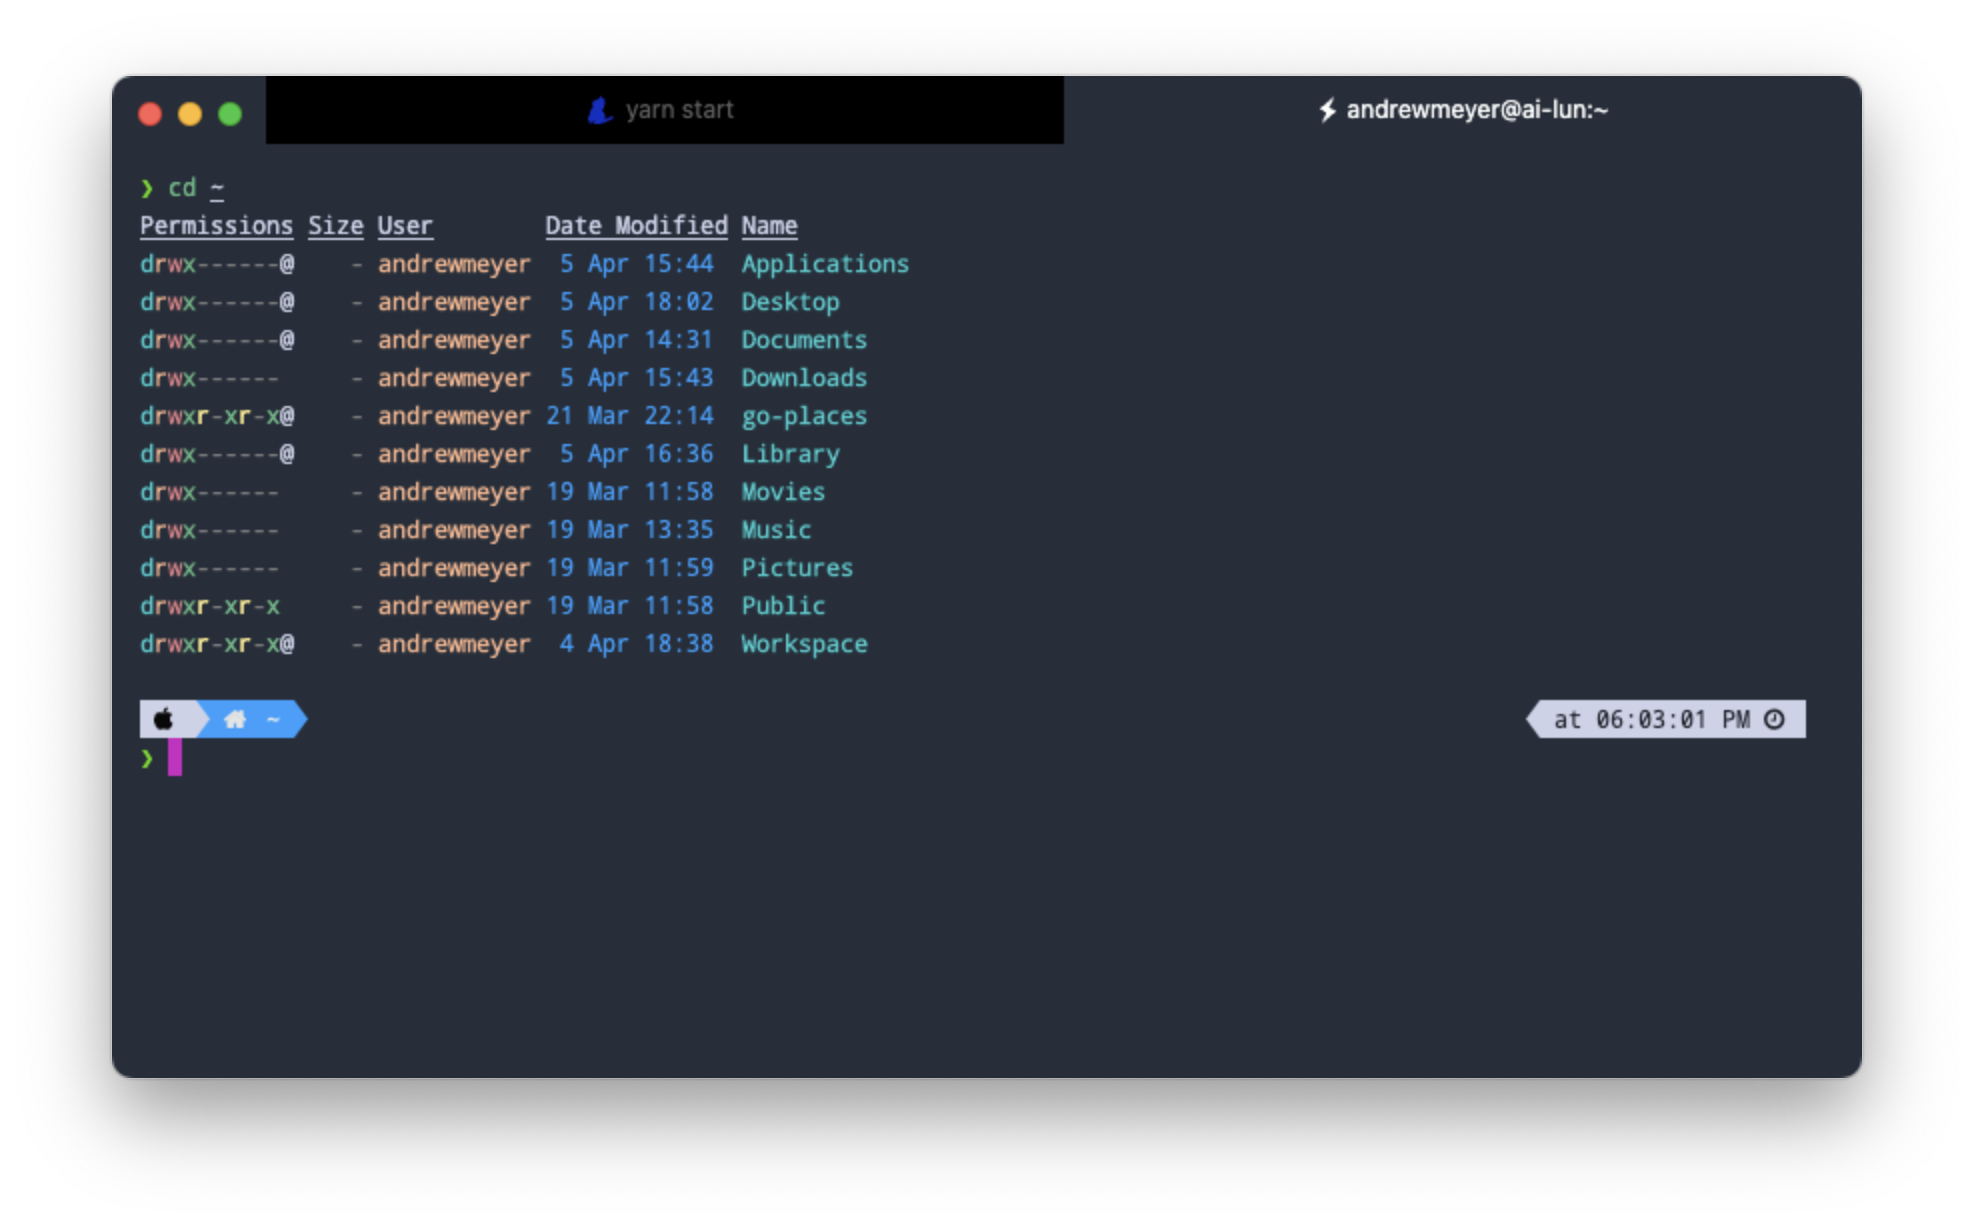 yarn start
andrewmeyer@ai-lun:~
❯ cd ~
Permissions Size User        Date Modified Name
drwx------@    - andrewmeyer  5 Apr 15:44  Applications
drwx------@    - andrewmeyer  5 Apr 18:02  Desktop
drwx------@    - andrewmeyer  5 Apr 14:31  Documents
drwx------     - andrewmeyer  5 Apr 15:43  Downloads
drwxr-xr-x@    - andrewmeyer 21 Mar 22:14  go-places
drwx------@    - andrewmeyer  5 Apr 16:36  Library
drwx------     - andrewmeyer 19 Mar 11:58  Movies
drwx------     - andrewmeyer 19 Mar 13:35  Music
drwx------     - andrewmeyer 19 Mar 11:59  Pictures
drwxr-xr-x     - andrewmeyer 19 Mar 11:58  Public
drwxr-xr-x@    - andrewmeyer  4 Apr 18:38  Workspace
~ at 06:03:01 PM
❯